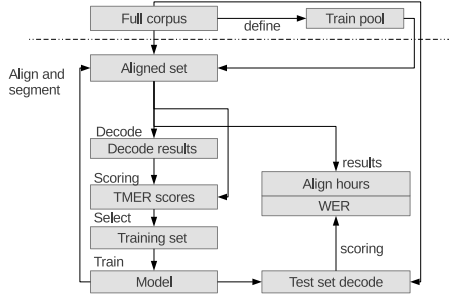 Full corpus
Train pool
define
Aligned set
Align and
segment
Decode
Decode results
results
Scoring
Align hours
TMER scores
WER
Select
Training set
scoring
Train
Model
Test set decode